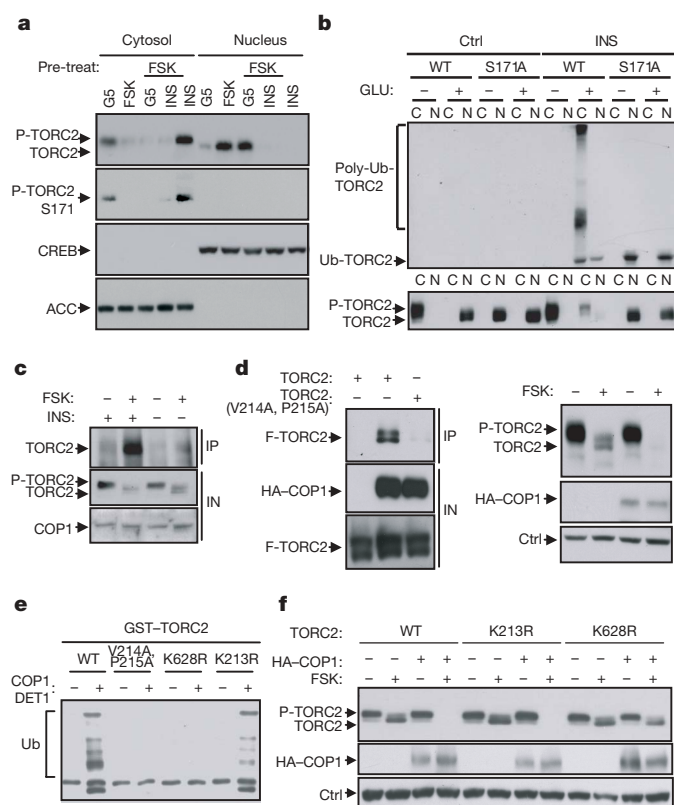 a
Cytosol Nucleus
Pre-treat: FSK FSK
G5 FSK G5 INS INS G5 FSK G5 INS INS
P-TORC2
TORC2
P-TORC2
S171
CREB
ACC
b
Ctrl INS
WT S171A WT S171A
GLU: – + – + – + – +
C N C N C N C N C N C N C N C N
Poly-Ub-
TORC2
Ub-TORC2
C N C N C N C N C N C N C N C N
P-TORC2
TORC2
c
FSK: – + – +
INS: + + – –
TORC2 IP
P-TORC2
TORC2 IN
COP1
d
TORC2: + + –
TORC2: – – +
(V214A, P215A)
F-TORC2 IP
HA–COP1 IN
F-TORC2
FSK: – + – +
P-TORC2
TORC2
HA–COP1
Ctrl
e
GST–TORC2
WT V214A, P215A K628R K213R
COP1, DET1 – + – + – + – +
Ub
f
TORC2: WT K213R K628R
HA–COP1: – – + + – – + + – – + +
FSK: – + – + – + – + – + – +
P-TORC2
TORC2
HA–COP1
Ctrl